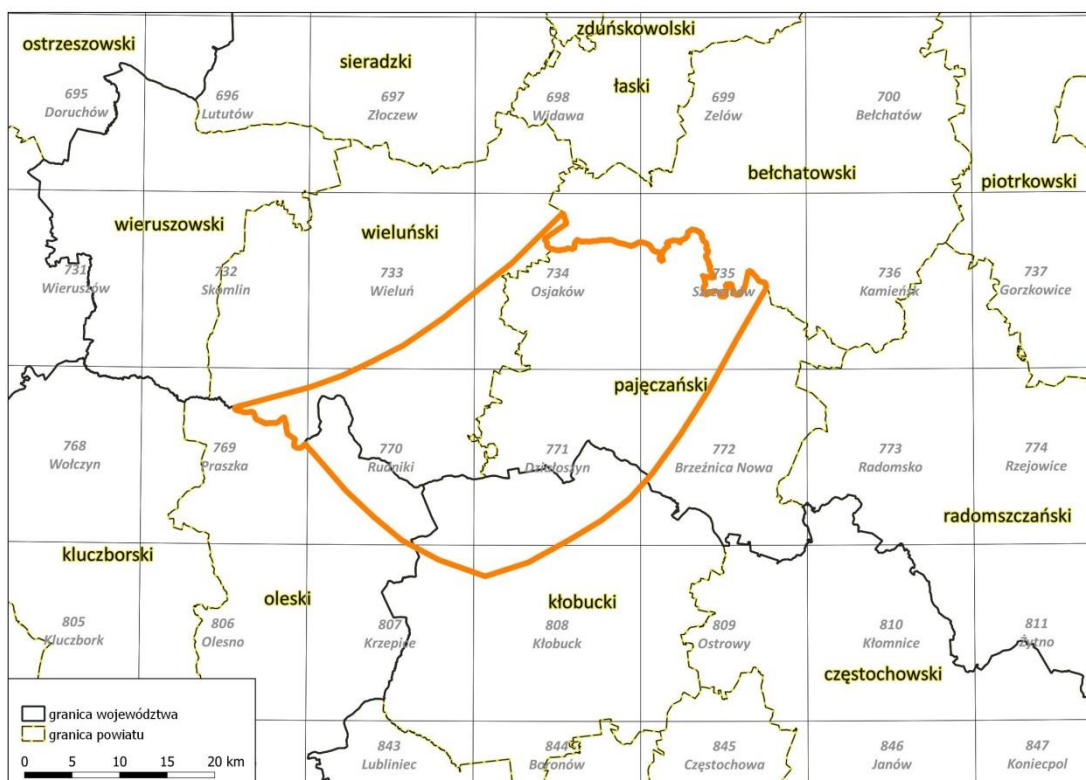 zduńskowolski
ostrzeszowski
sieradzki
łaski
695
Doruchów
696
Lututów
697
Złoczew
698
Widawa
699
Zelów
700
Bełchatów
bełchatowski
piotrkowski
wieruszowski
wieluński
731
Wieruszów
732
Skomlin
733
Wieluń
734
Osjaków
735
Szczerców
736
Kamieńsk
737
Gorzkowice
pajęczański
768
Wołczyn
769
Praszka
770
Rudniki
771
Działoszyn
772
Brzeźnica Nowa
773
Radomsko
774
Rzejowice
radomszczański
kluczborski
oleski
kłobucki
805
Kluczbork
806
Olesno
807
Krzepice
808
Kłobuck
809
Ostrowy
810
Kłomnice
811
Żytno
częstochowski
granica województwa
granica powiatu
0 5 10 15 20 km
843
Lubliniec
844
Boronów
845
Częstochowa
846
Janów
847
Koniecpol